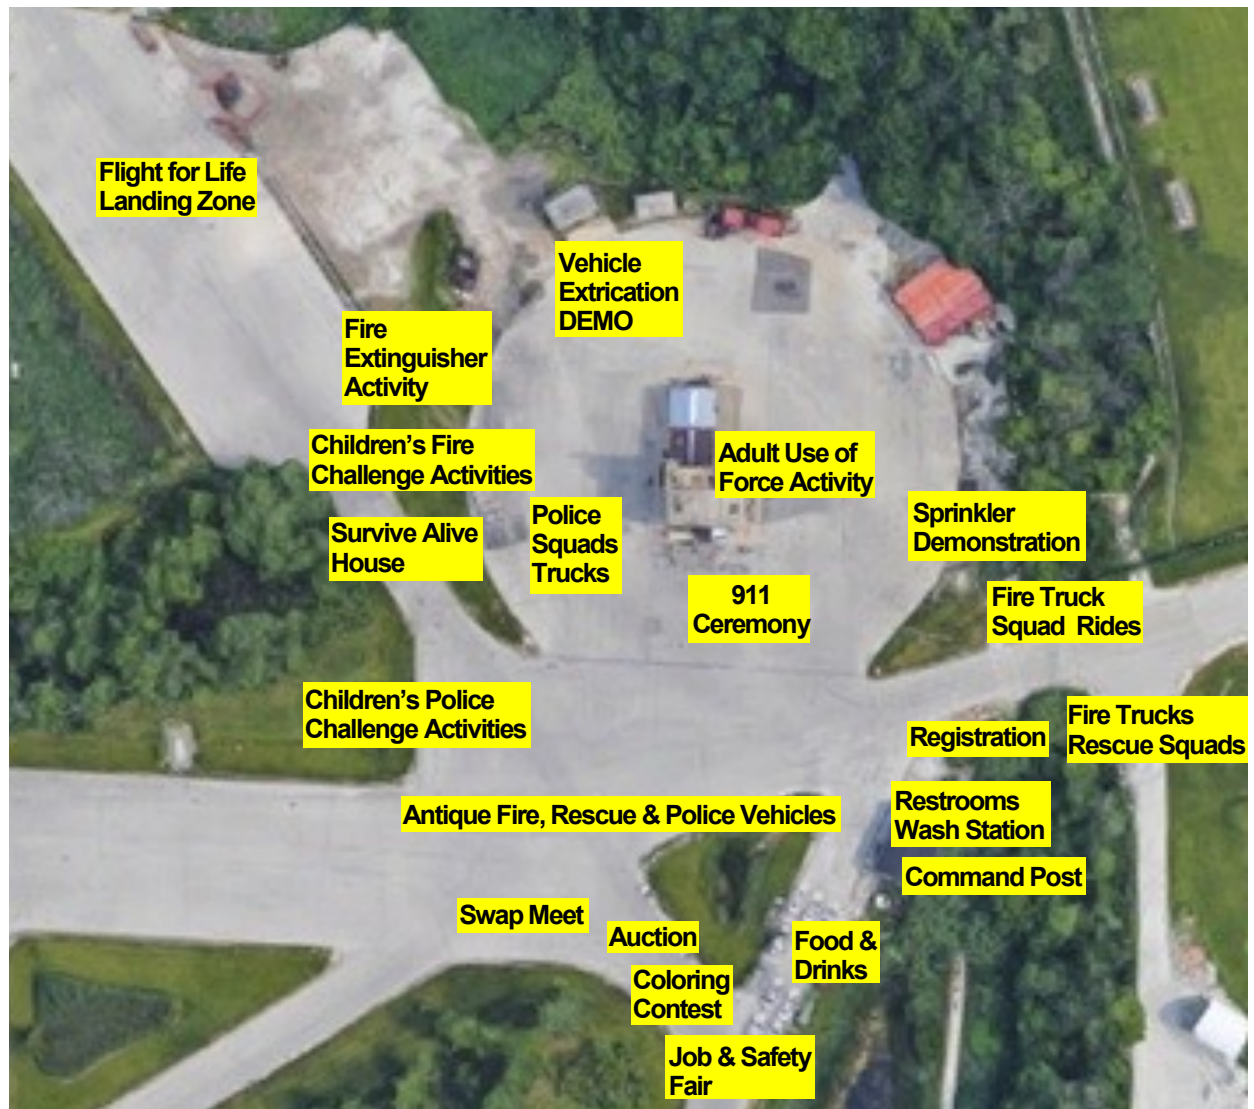 Flight for Life
Landing Zone
Vehicle
Extrication
DEMO
Fire
Extinguisher
Activity
Children’s Fire
Challenge Activities
Adult Use of
Force Activity
Police
Squads
Trucks
Sprinkler
Demonstration
Survive Alive
House
911
Ceremony
Fire Truck
Squad Rides
Children’s Police
Challenge Activities
Fire Trucks
Rescue Squads
Registration
Antique Fire, Rescue & Police Vehicles
Restrooms
Wash Station
Command Post
Swap Meet
Auction
Food &
Drinks
Coloring
Contest
Job & Safety
Fair